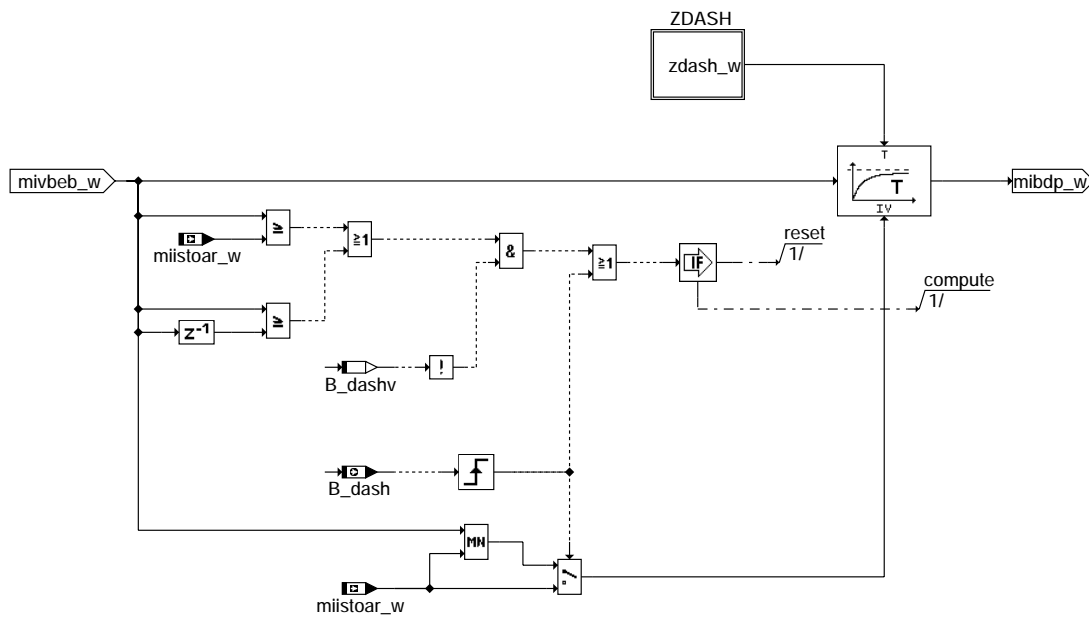 ZDASH
zdash_w
T
mivbeb_w
T
mibdp_w
IV
reset
1/
≥1
miistoar_w
&
≥1
IF
compute
1/
Z⁻¹
B_dashv
!
B_dash
MN
miistoar_w